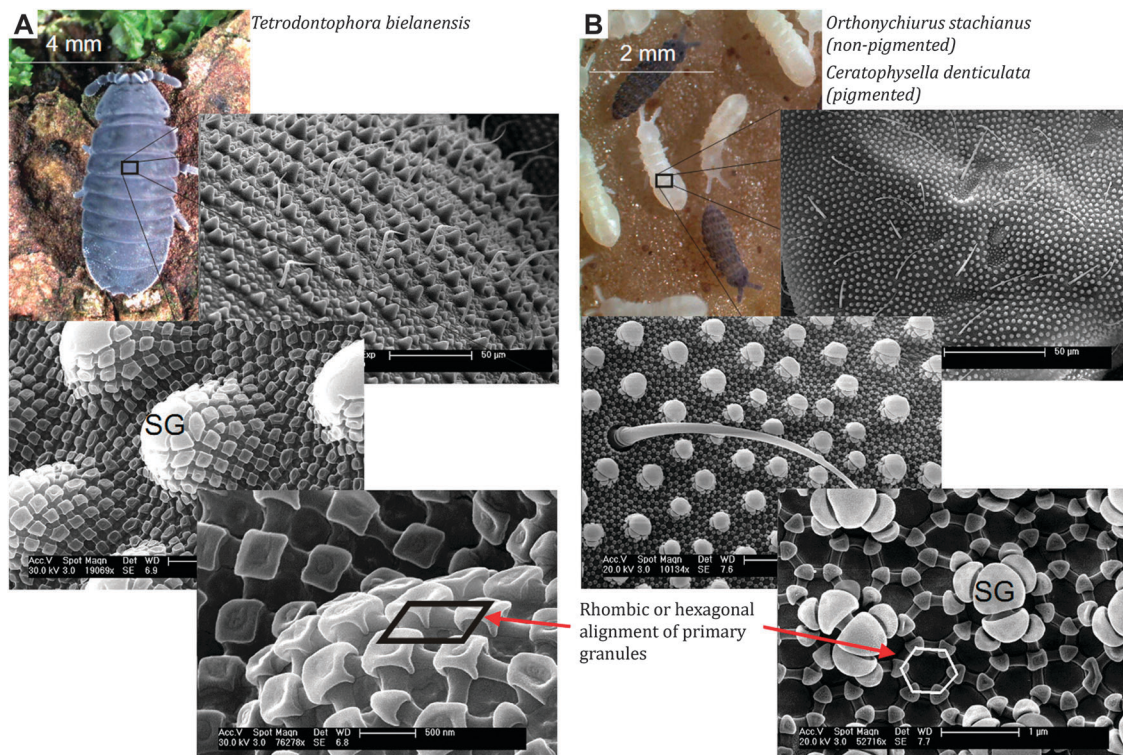 A
4 mm
Tetrodontophora bielanensis
Exp
50 µm
SG
Acc.V Spot Magn Det WD
30.0 kV 3.0 19069x SE 6.9
Acc.V Spot Magn Det WD
30.0 kV 3.0 76278x SE 6.8
500 nm
B
2 mm
Orthonychiurus stachianus
(non-pigmented)
Ceratophysella denticulata
(pigmented)
50 µm
Acc.V Spot Magn Det WD
20.0 kV 3.0 10134x SE 7.6
SG
Rhombic or hexagonal
alignment of primary
granules
Acc.V Spot Magn Det WD
20.0 kV 3.0 52716x SE 7.7
1 µm